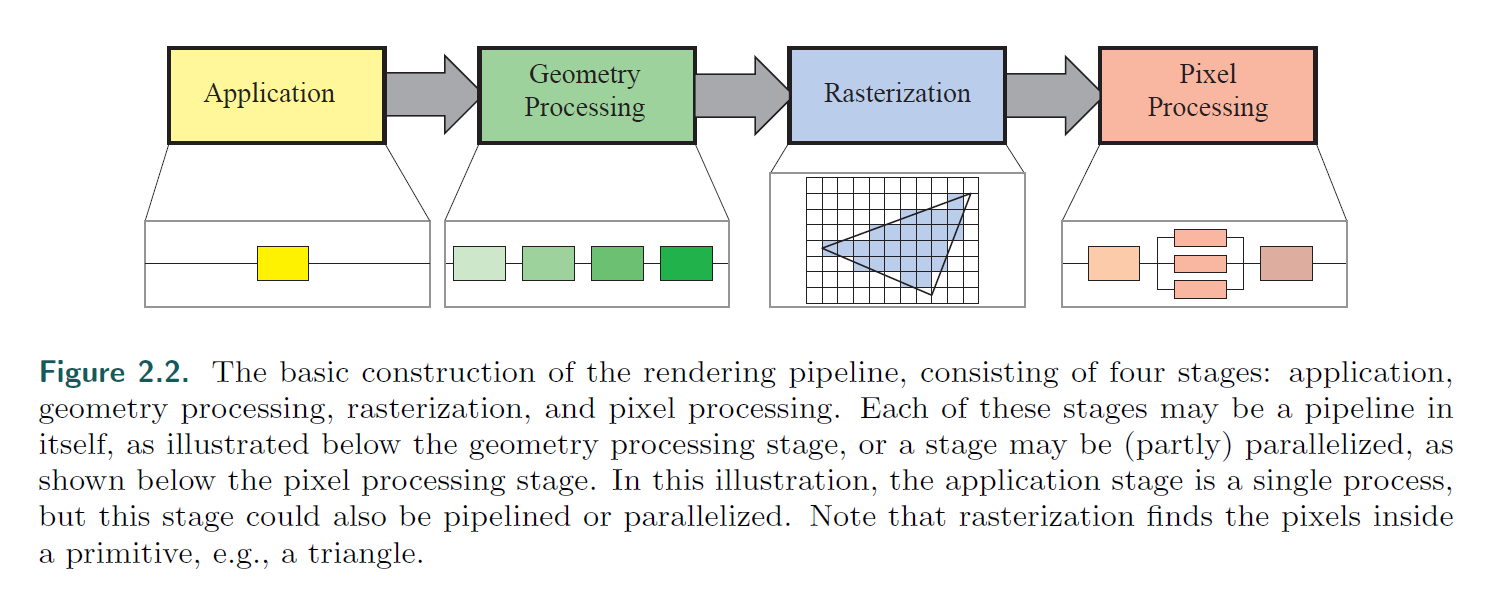 Application
Geometry
Processing
Rasterization
Pixel
Processing
Figure 2.2. The basic construction of the rendering pipeline, consisting of four stages: application,
geometry processing, rasterization, and pixel processing. Each of these stages may be a pipeline in
itself, as illustrated below the geometry processing stage, or a stage may be (partly) parallelized, as
shown below the pixel processing stage. In this illustration, the application stage is a single process,
but this stage could also be pipelined or parallelized. Note that rasterization finds the pixels inside
a primitive, e.g., a triangle.